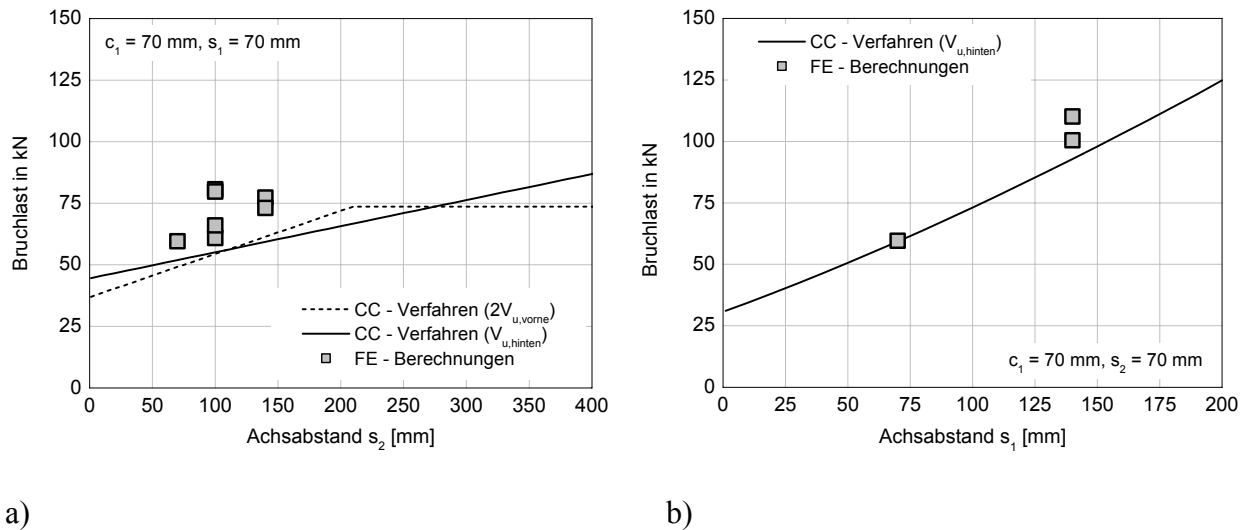 150
125
100
75
50
25
0
Bruchlast in kN
c1 = 70 mm, s1 = 70 mm
CC - Verfahren (2Vu,vorne)
CC - Verfahren (Vu,hinten)
FE - Berechnungen
0 50 100 150 200 250 300 350 400
Achsabstand s2 [mm]
a)
150
125
100
75
50
25
0
Bruchlast in kN
CC - Verfahren (Vu,hinten)
FE - Berechnungen
c1 = 70 mm, s2 = 70 mm
0 25 50 75 100 125 150 175 200
Achsabstand s1 [mm]
b)